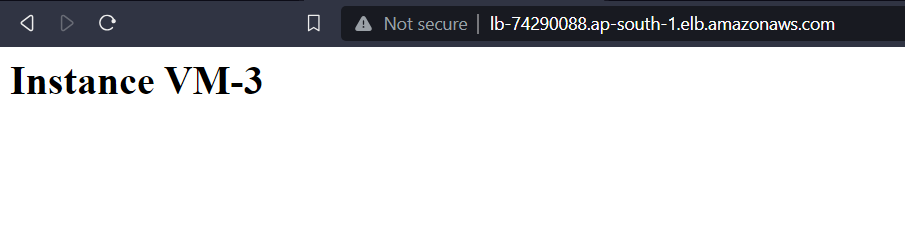 Not secure | lb-74290088.ap-south-1.elb.amazonaws.com
Instance VM-3